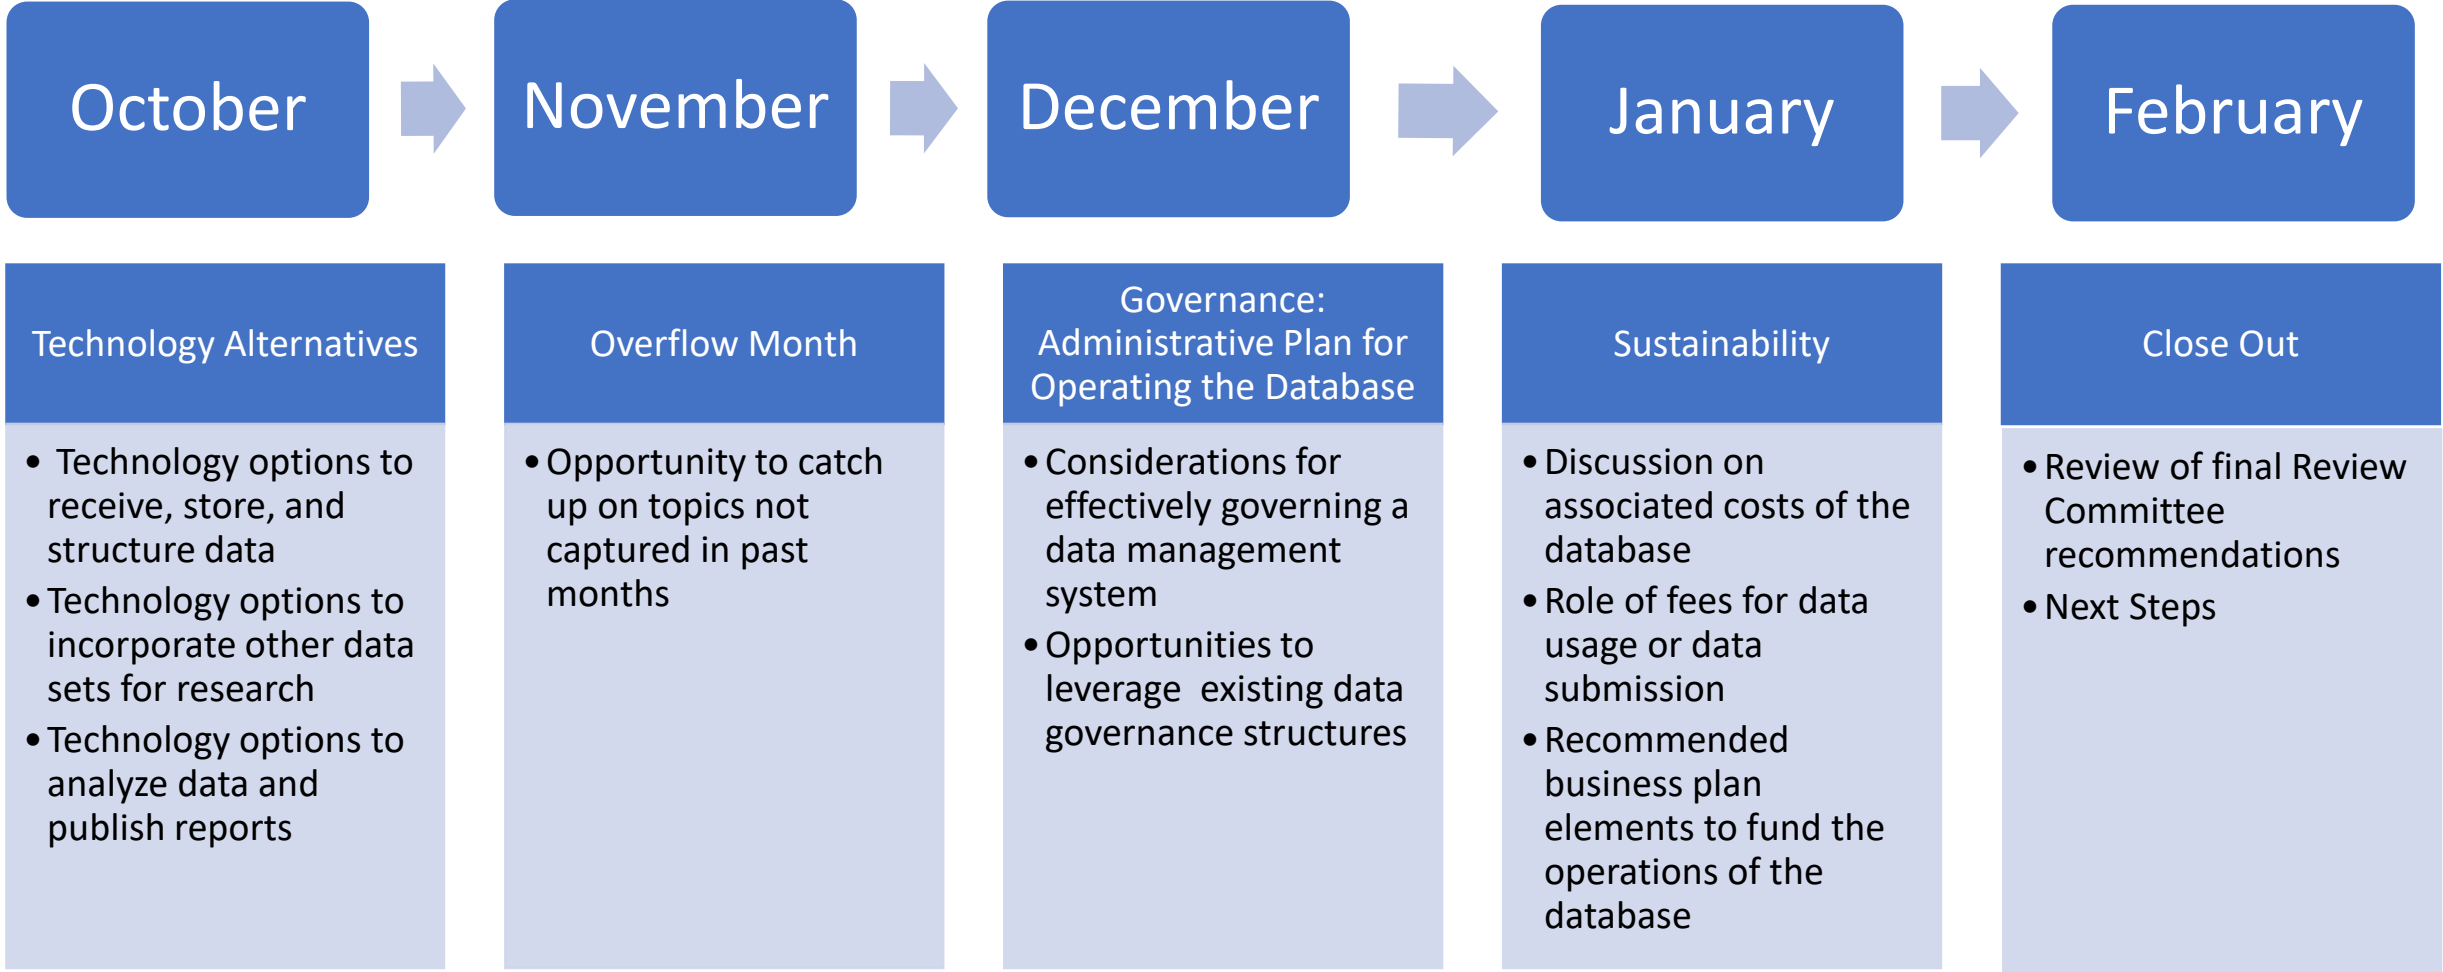 October
November
December
January
February
Technology Alternatives
• Technology options to
receive, store, and
structure data
• Technology options to
incorporate other data
sets for research
• Technology options to
analyze data and
publish reports
Overflow Month
• Opportunity to catch
up on topics not
captured in past
months
Governance:
Administrative Plan for
Operating the Database
• Considerations for
effectively governing a
data management
system
• Opportunities to
leverage  existing data
governance structures
Sustainability
• Discussion on
associated costs of the
database
• Role of fees for data
usage or data
submission
• Recommended
business plan
elements to fund the
operations of the
database
Close Out
• Review of final Review
Committee
recommendations
• Next Steps